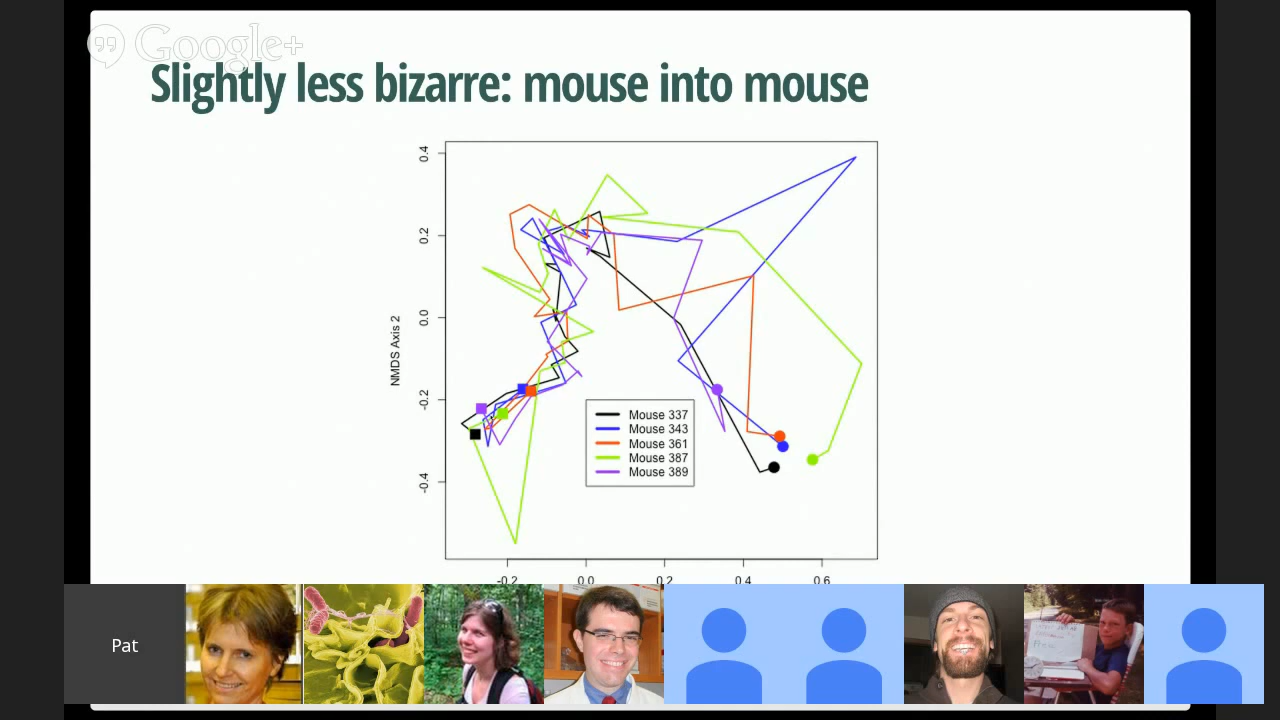 Google+
Slightly less bizarre: mouse into mouse
0.4
0.2
0.0
-0.2
-0.4
NMDS Axis 2
Mouse 337
Mouse 343
Mouse 361
Mouse 387
Mouse 389
-0.2 0.0 0.2 0.4 0.6
Pat